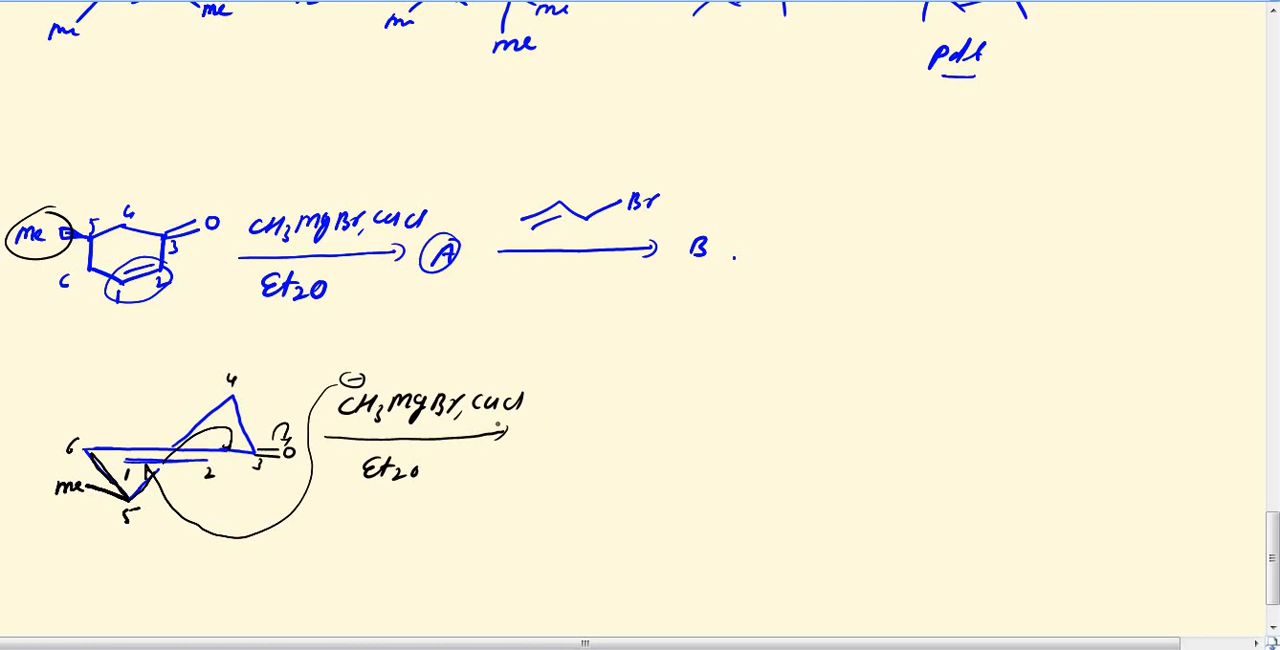 me me me
me
Pdt
Me 5 4 O CH3MgBr, CuCl Br
3 A B .
6 1 2 Et2O
4 ⊖
CH3MgBr, CuCl
6 1 2 3 O
Et2O
me
5